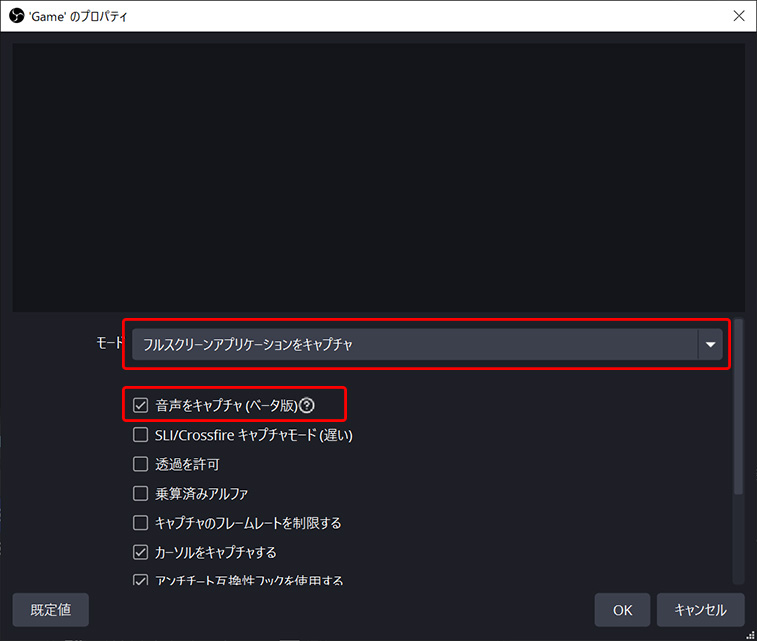 'Game' のプロパティ
モード
フルスクリーンアプリケーションをキャプチャ
音声をキャプチャ (ベータ版)
SLI/Crossfire キャプチャモード (遅い)
透過を許可
乗算済みアルファ
キャプチャのフレームレートを制限する
カーソルをキャプチャする
アンチチート互換性フックを使用する
既定値
OK
キャンセル